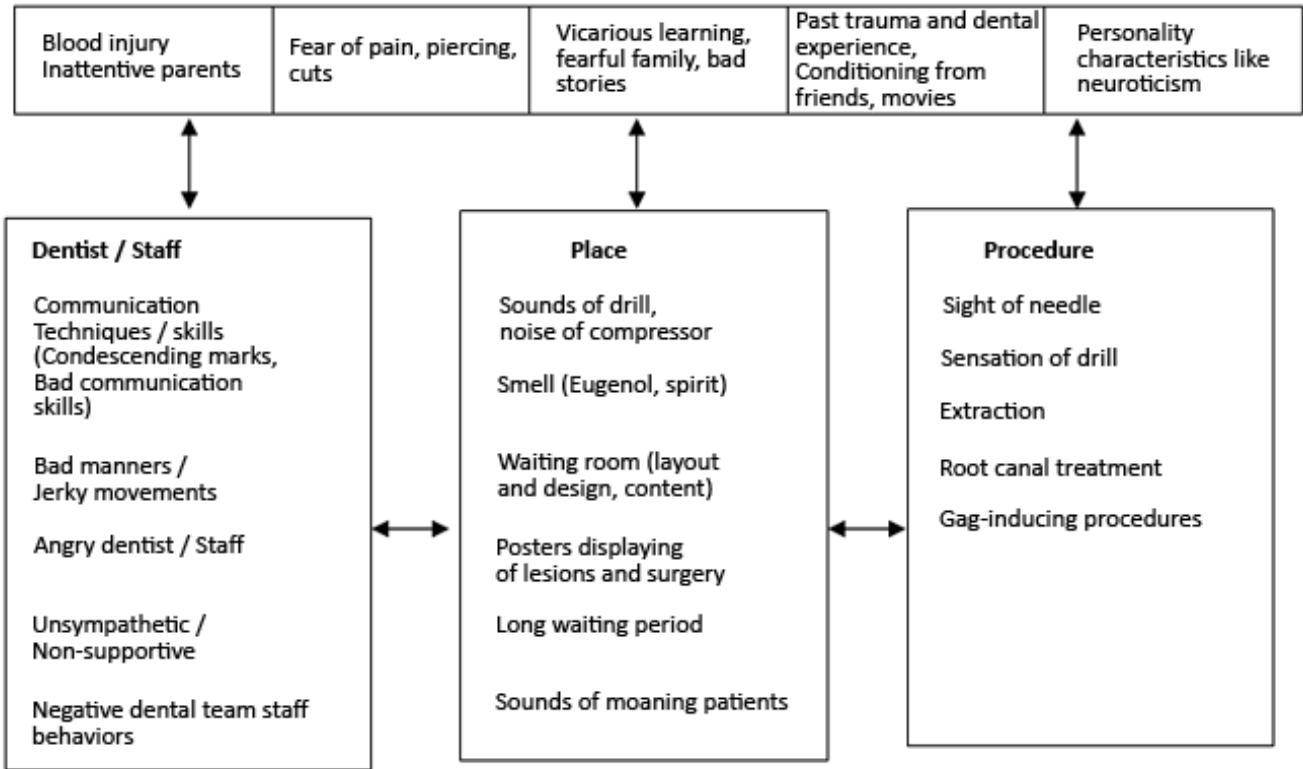 Blood injury
Inattentive parents
Fear of pain, piercing,
cuts
Vicarious learning,
fearful family, bad
stories
Past trauma and dental
experience,
Conditioning from
friends, movies
Personality
characteristics like
neuroticism
Dentist / Staff
Communication
Techniques / skills
(Condescending marks,
Bad communication
skills)
Bad manners /
Jerky movements
Angry dentist / Staff
Unsympathetic /
Non-supportive
Negative dental team staff
behaviors
Place
Sounds of drill,
noise of compressor
Smell (Eugenol, spirit)
Waiting room (layout
and design, content)
Posters displaying
of lesions and surgery
Long waiting period
Sounds of moaning patients
Procedure
Sight of needle
Sensation of drill
Extraction
Root canal treatment
Gag-inducing procedures